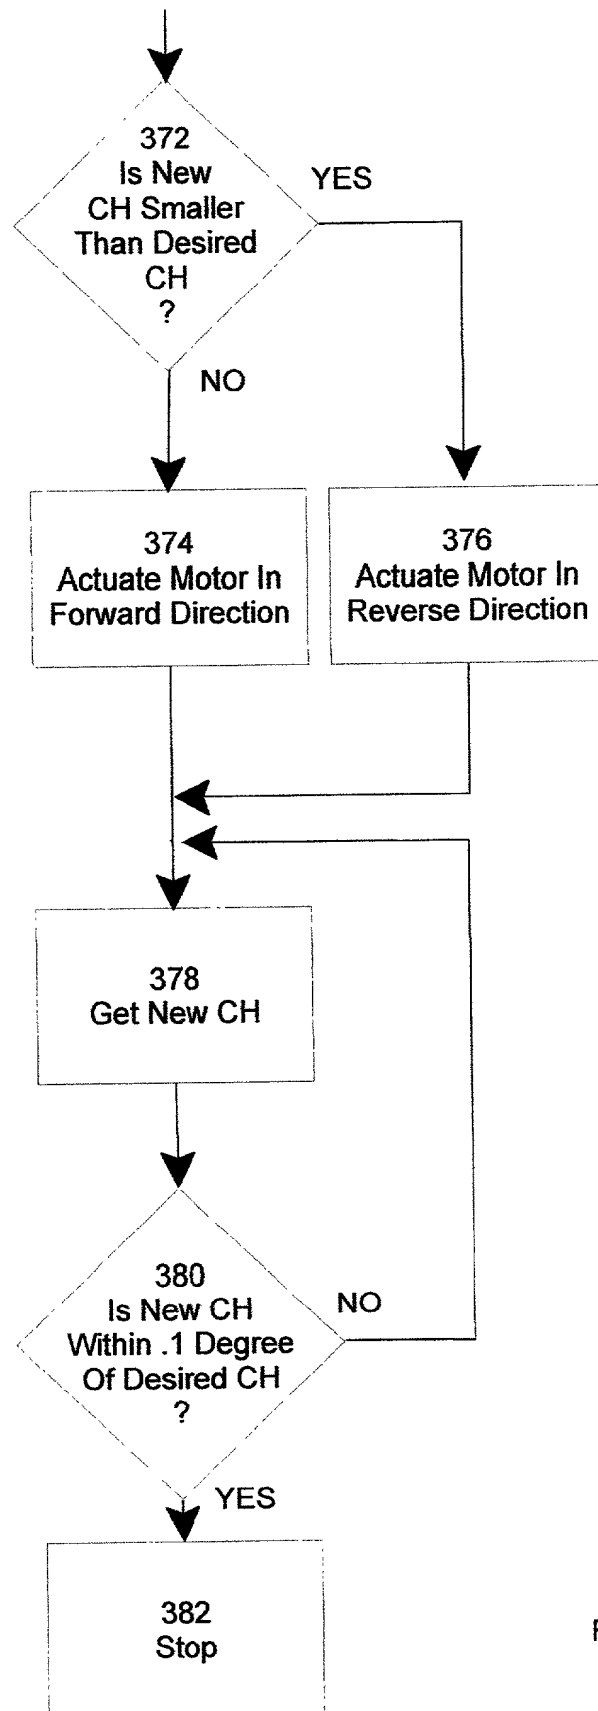 372
Is New
CH Smaller
Than Desired
CH
?
YES
NO
374
Actuate Motor In
Forward Direction
376
Actuate Motor In
Reverse Direction
378
Get New CH
380
Is New CH
Within .1 Degree
Of Desired CH
?
NO
YES
382
Stop